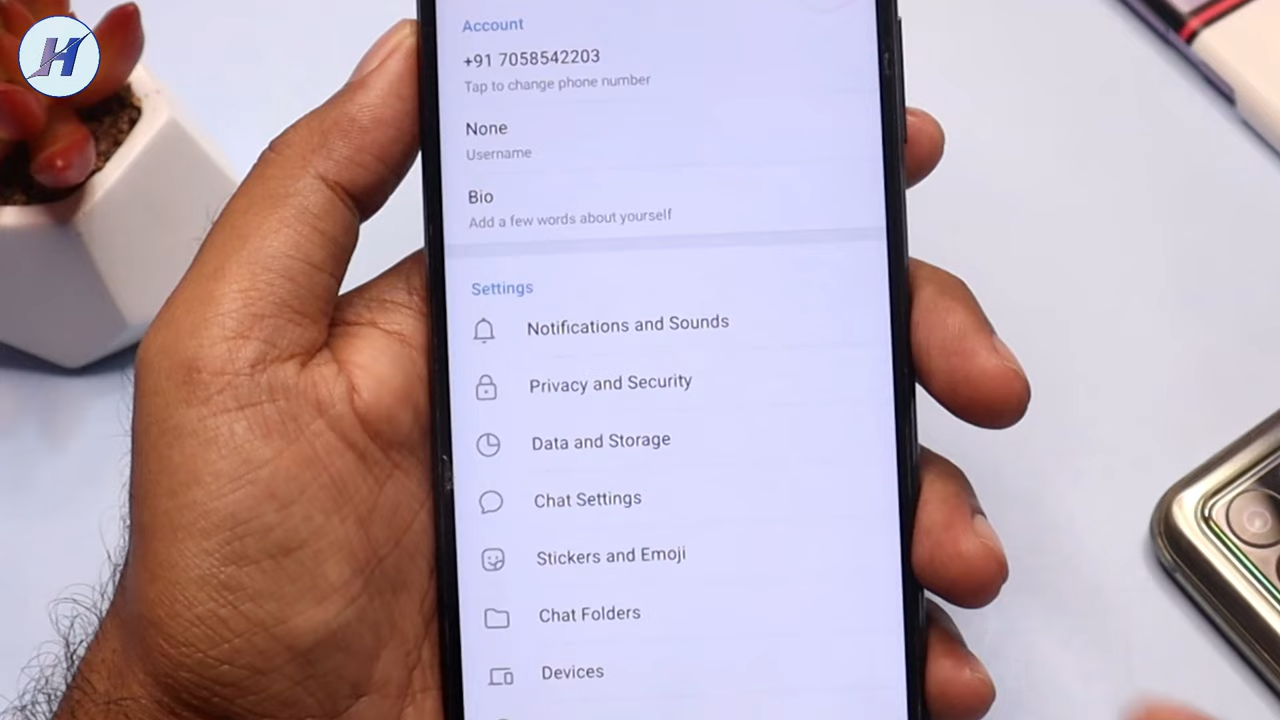 H
Account
+91 7058542203
Tap to change phone number
None
Username
Bio
Add a few words about yourself
Settings
Notifications and Sounds
Privacy and Security
Data and Storage
Chat Settings
Stickers and Emoji
Chat Folders
Devices